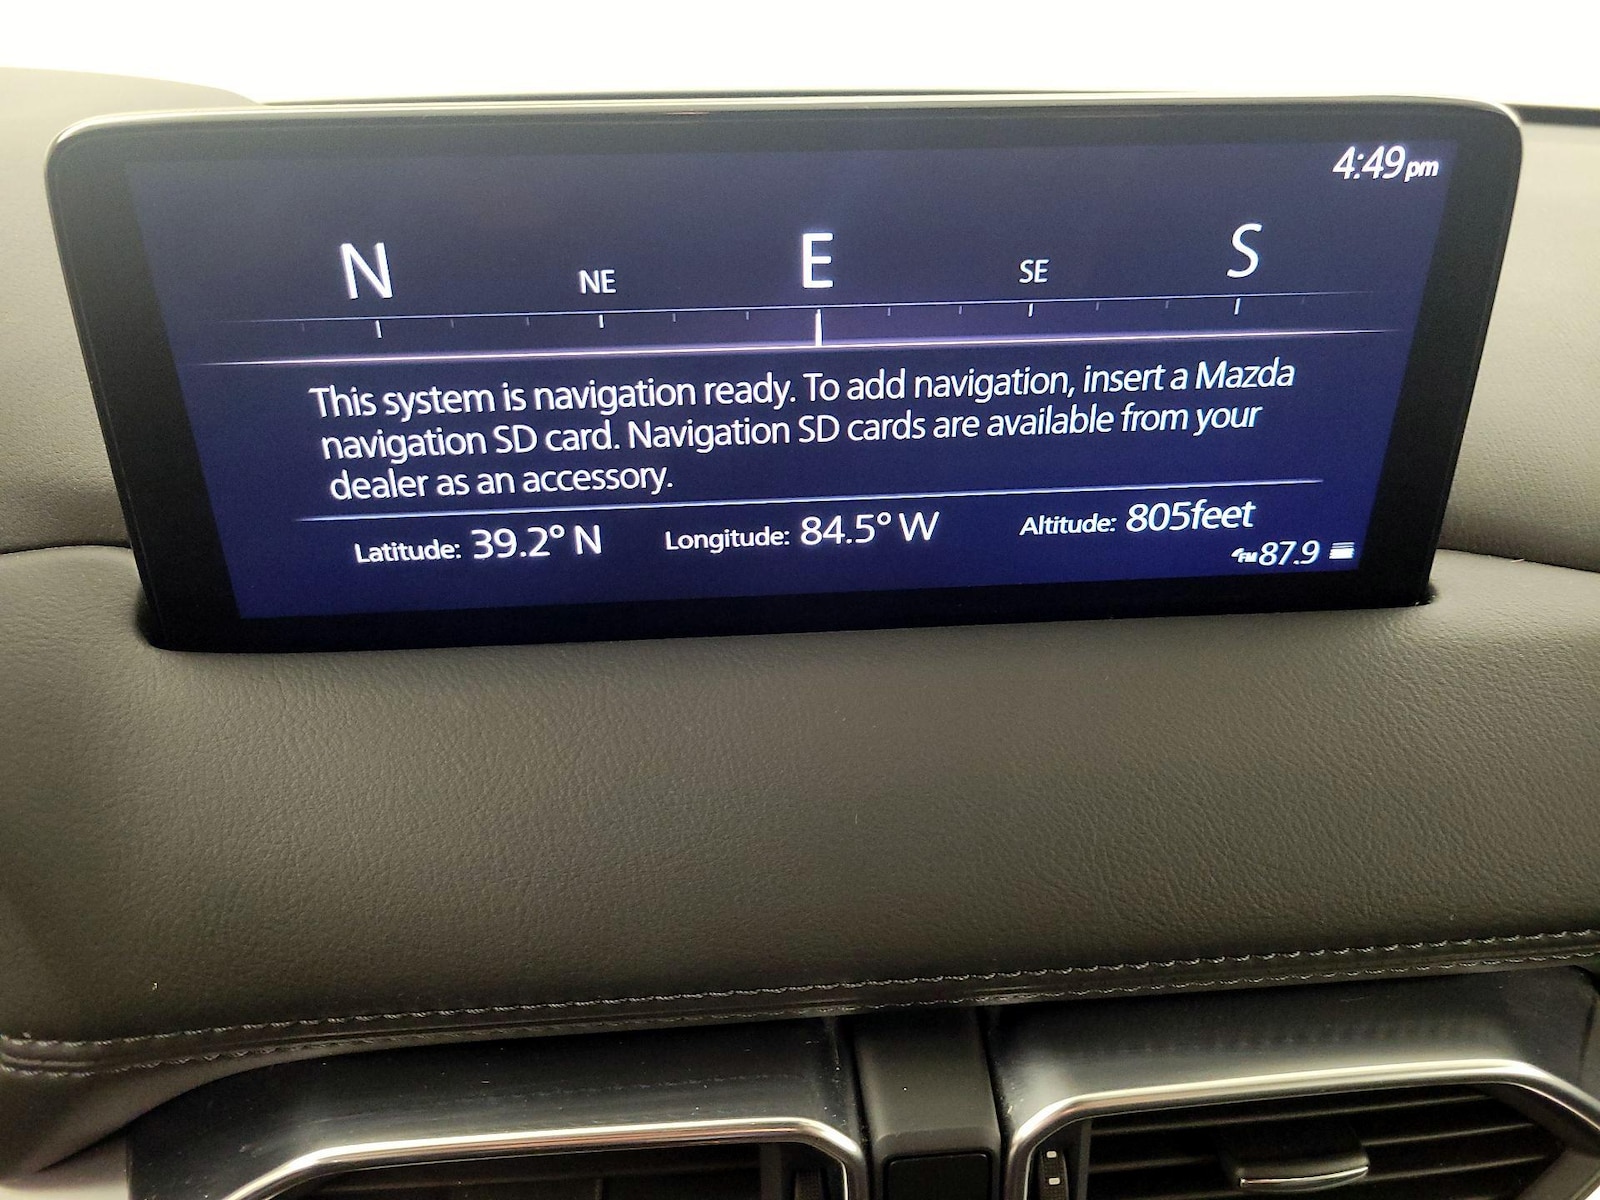 4:49pm
N NE E SE S
This system is navigation ready. To add navigation, insert a Mazda
navigation SD card. Navigation SD cards are available from your
dealer as an accessory.
Latitude: 39.2° N Longitude: 84.5° W Altitude: 805feet
FM 87.9